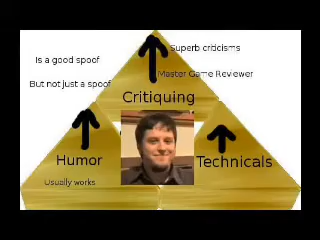 Superb criticisms
Is a good spoof
Master Game Reviewer
But not just a spoof
Critiquing
Humor
Technicals
Usually works